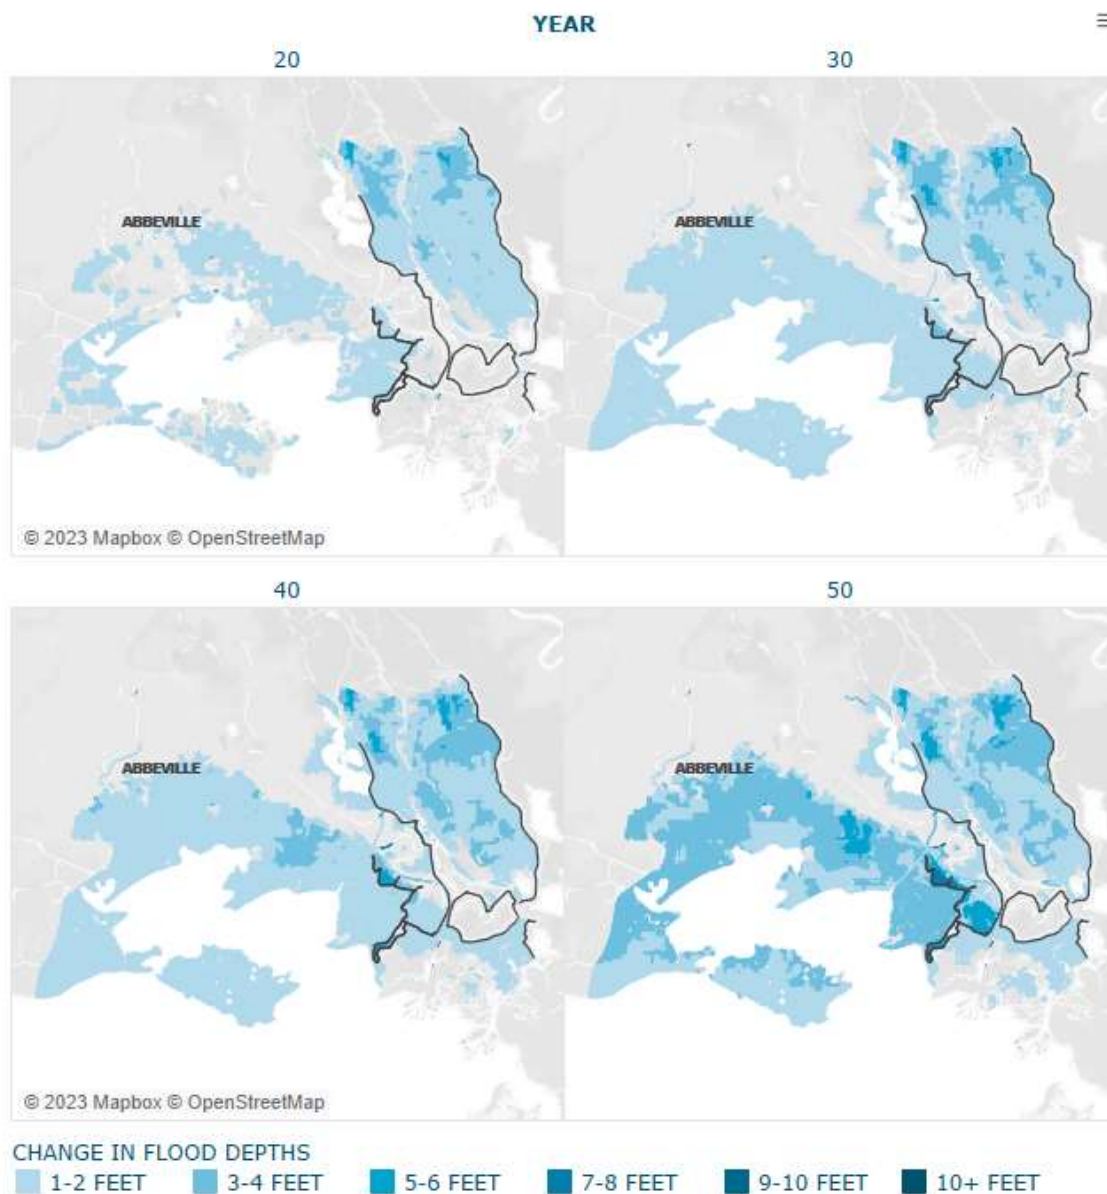 YEAR
20 30
ABBEVILLE ABBEVILLE
© 2023 Mapbox © OpenStreetMap
40 50
ABBEVILLE ABBEVILLE
© 2023 Mapbox © OpenStreetMap
CHANGE IN FLOOD DEPTHS
1-2 FEET 3-4 FEET 5-6 FEET 7-8 FEET 9-10 FEET 10+ FEET